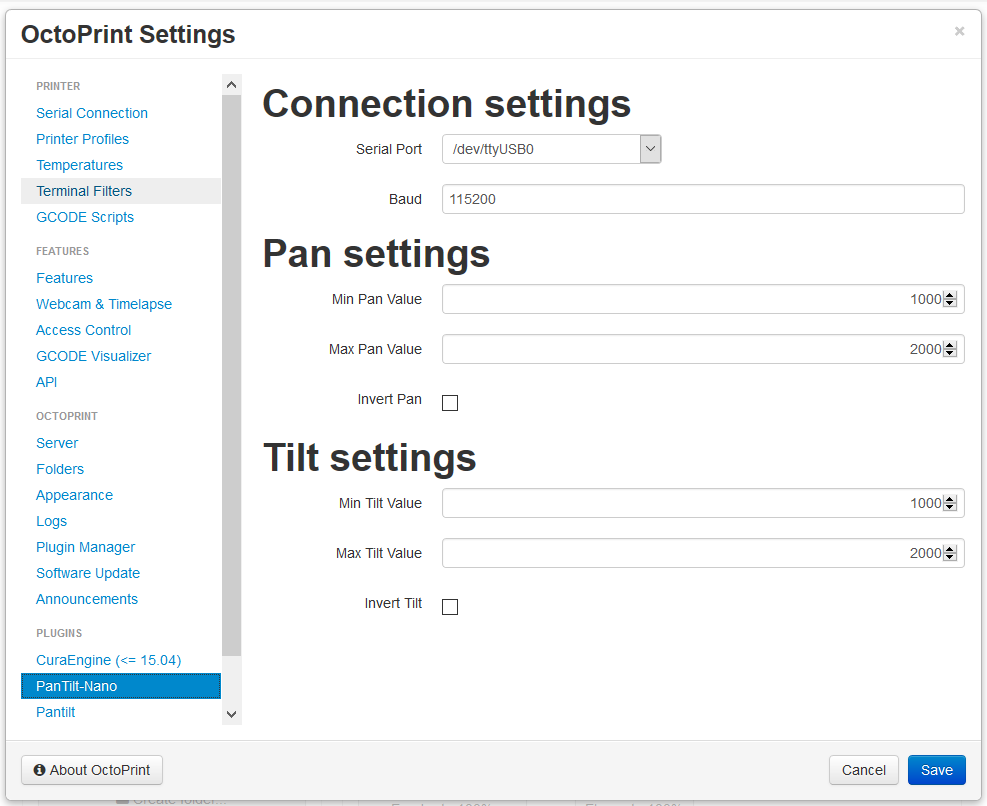 OctoPrint Settings
×
PRINTER
Serial Connection
Printer Profiles
Temperatures
Terminal Filters
GCODE Scripts
FEATURES
Features
Webcam & Timelapse
Access Control
GCODE Visualizer
API
OCTOPRINT
Server
Folders
Appearance
Logs
Plugin Manager
Software Update
Announcements
PLUGINS
CuraEngine (<= 15.04)
PanTilt-Nano
Pantilt
Connection settings
Serial Port /dev/ttyUSB0
Baud 115200
Pan settings
Min Pan Value 1000
Max Pan Value 2000
Invert Pan
Tilt settings
Min Tilt Value 1000
Max Tilt Value 2000
Invert Tilt
About OctoPrint
Cancel
Save
Create folder...